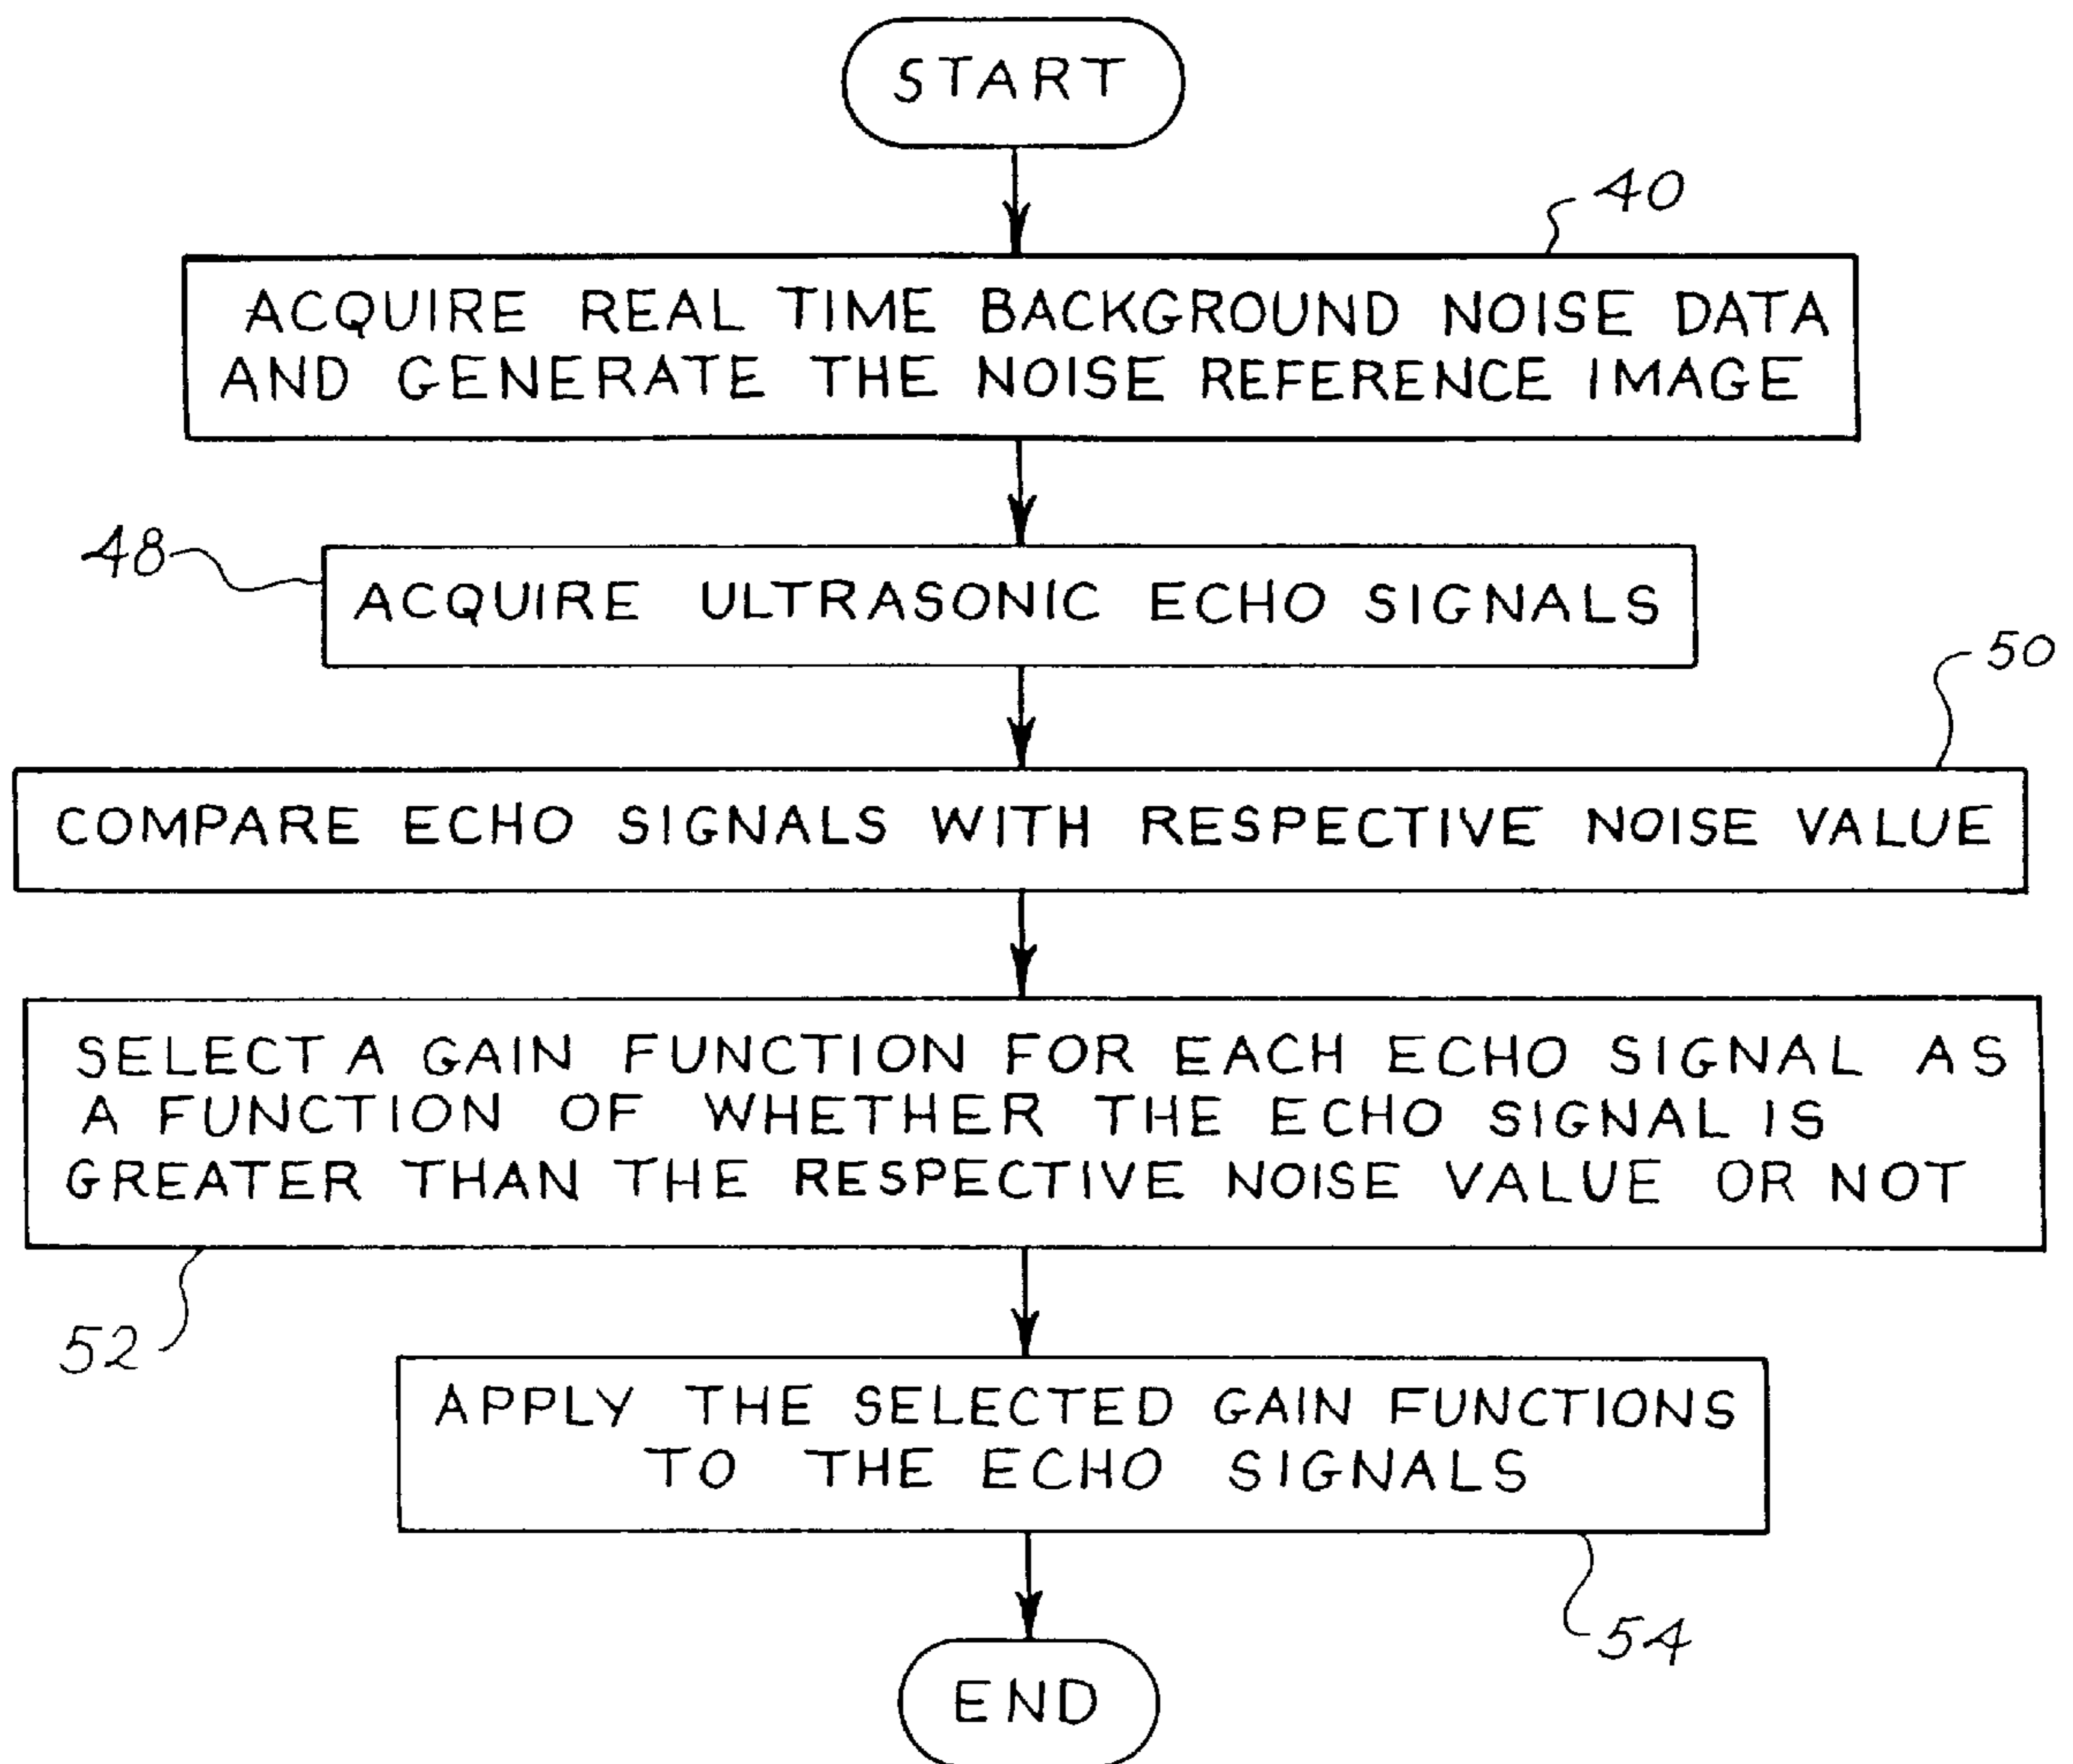 START
40
ACQUIRE REAL TIME BACKGROUND NOISE DATA
AND GENERATE THE NOISE REFERENCE IMAGE
48
ACQUIRE ULTRASONIC ECHO SIGNALS
50
COMPARE ECHO SIGNALS WITH RESPECTIVE NOISE VALUE
SELECT A GAIN FUNCTION FOR EACH ECHO SIGNAL AS
A FUNCTION OF WHETHER THE ECHO SIGNAL IS
GREATER THAN THE RESPECTIVE NOISE VALUE OR NOT
52
APPLY THE SELECTED GAIN FUNCTIONS
TO THE ECHO SIGNALS
54
END